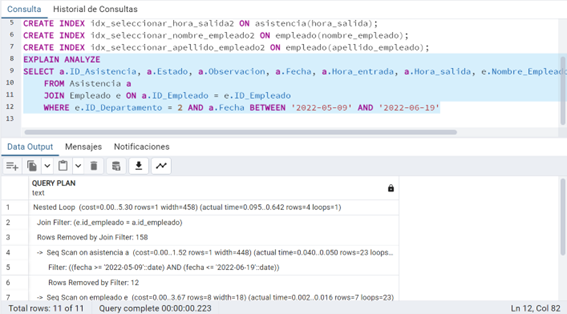 Consulta Historial de Consultas
5 CREATE INDEX idx_seleccionar_hora_salida2 ON asistencia(hora_salida);
6 CREATE INDEX idx_seleccionar_nombre_empleado2 ON empleado(nombre_empleado);
7 CREATE INDEX idx_seleccionar_apellido_empleado2 ON empleado(apellido_empleado);
8 EXPLAIN ANALYZE
9 SELECT a.ID_Asistencia, a.Estado, a.Observacion, a.Fecha, a.Hora_entrada, a.Hora_salida, e.Nombre_Empleado
10 FROM Asistencia a
11 JOIN Empleado e ON a.ID_Empleado = e.ID_Empleado
12 WHERE e.ID_Departamento = 2 AND a.Fecha BETWEEN '2022-05-09' AND '2022-06-19'
13
Data Output Mensajes Notificaciones
QUERY PLAN
text
1 Nested Loop (cost=0.00..5.30 rows=1 width=458) (actual time=0.095..0.642 rows=4 loops=1)
2 Join Filter: (e.id_empleado = a.id_empleado)
3 Rows Removed by Join Filter: 158
4 -> Seq Scan on asistencia a (cost=0.00..1.52 rows=1 width=448) (actual time=0.040..0.050 rows=23 loops...
5 Filter: ((fecha >= '2022-05-09'::date) AND (fecha <= '2022-06-19'::date))
6 Rows Removed by Filter: 12
7 -> Seq Scan on empleado e (cost=0.00..3.67 rows=8 width=18) (actual time=0.002..0.016 rows=7 loops=23)
Total rows: 11 of 11 Query complete 00:00:00.223 Ln 12, Col 82